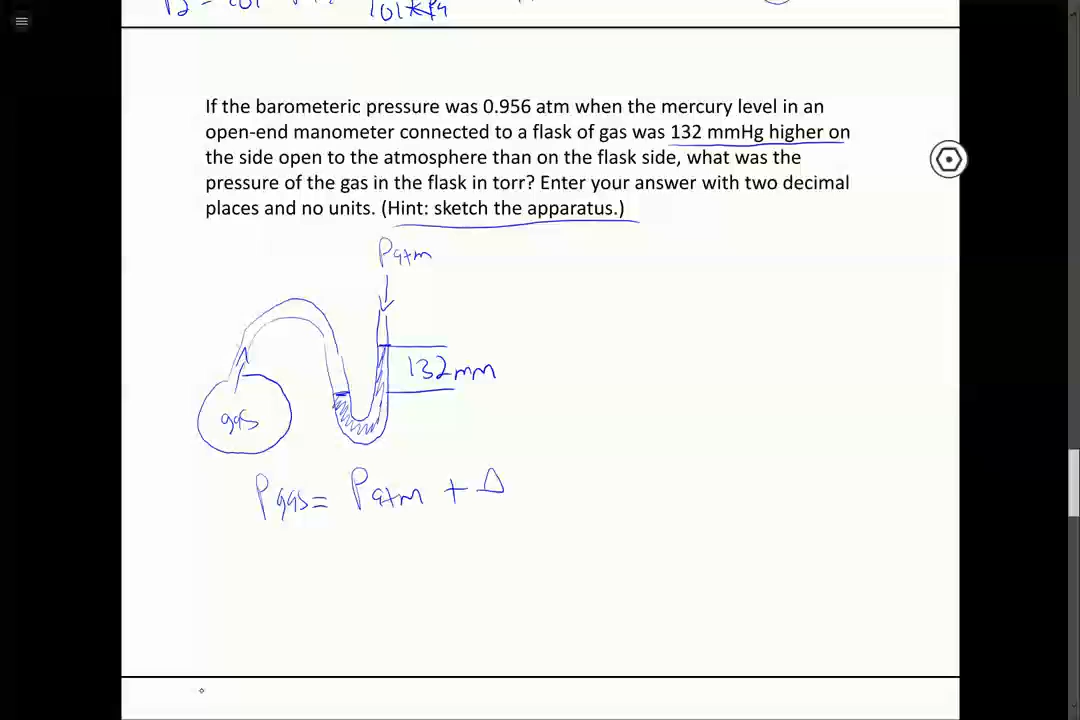 If the barometeric pressure was 0.956 atm when the mercury level in an
open-end manometer connected to a flask of gas was 132 mmHg higher on
the side open to the atmosphere than on the flask side, what was the
pressure of the gas in the flask in torr? Enter your answer with two decimal
places and no units. (Hint: sketch the apparatus.)
Patm
132mm
gas
Pgas = Patm + Δ